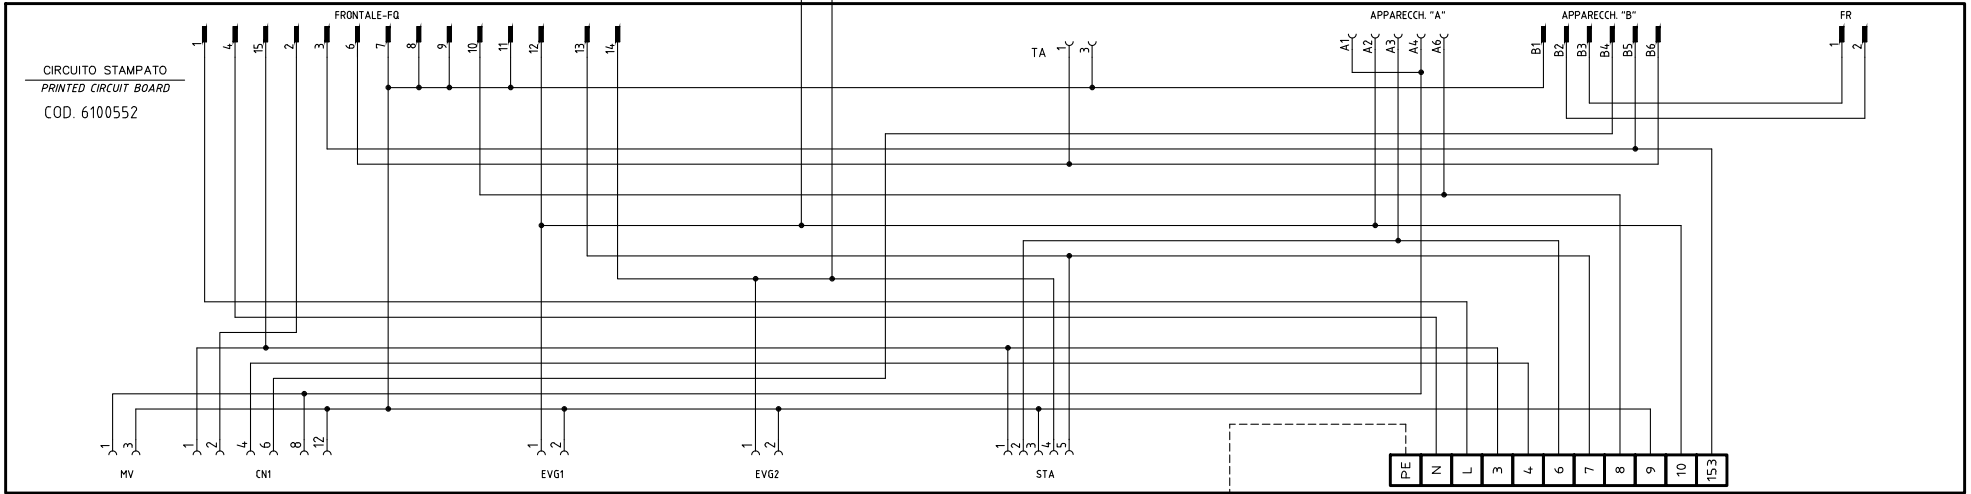 FRONTALE-FQ
APPARECCH. "A"
APPARECCH. "B"
FR
1
4
15
2
3
6
7
8
9
10
11
12
13
14
TA
1
3
A1
A2
A3
A4
A6
B1
B2
B3
B4
B5
B6
1
2
CIRCUITO STAMPATO
PRINTED CIRCUIT BOARD
COD. 6100552
1
3
1
2
4
6
8
12
1
2
1
2
1
2
3
4
5
MV
CN1
EVG1
EVG2
STA
PE
N
L
3
4
6
7
8
9
10
153